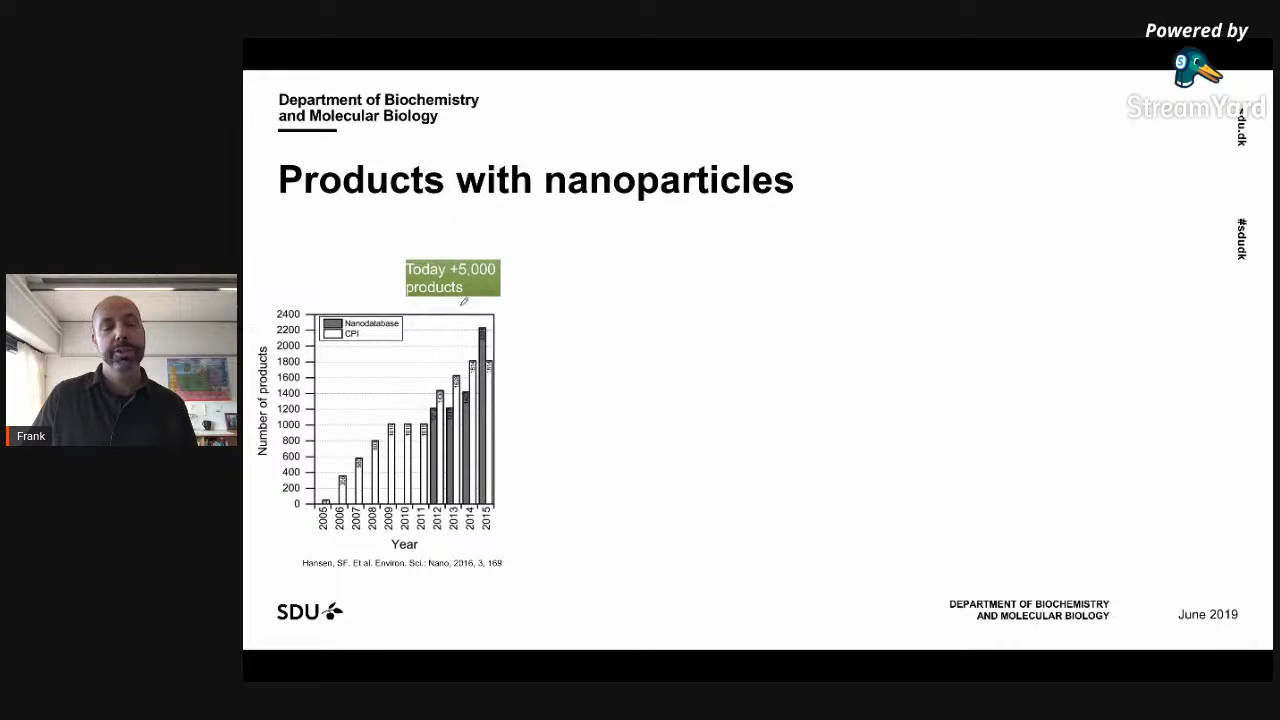 Powered by
StreamYard
Department of Biochemistry
and Molecular Biology
sdu.dk
#sdudk
Products with nanoparticles
Today +5,000
products
Nanodatabase
CPI
2400
2200
2000
1800
1600
1400
1200
1000
800
600
400
200
0
Number of products
2005
2006
2007
2008
2009
2010
2011
2012
2013
2014
2015
Year
Hansen, SF. Et al. Environ. Sci.: Nano, 2016, 3, 169
Frank
SDU
DEPARTMENT OF BIOCHEMISTRY
AND MOLECULAR BIOLOGY
June 2019